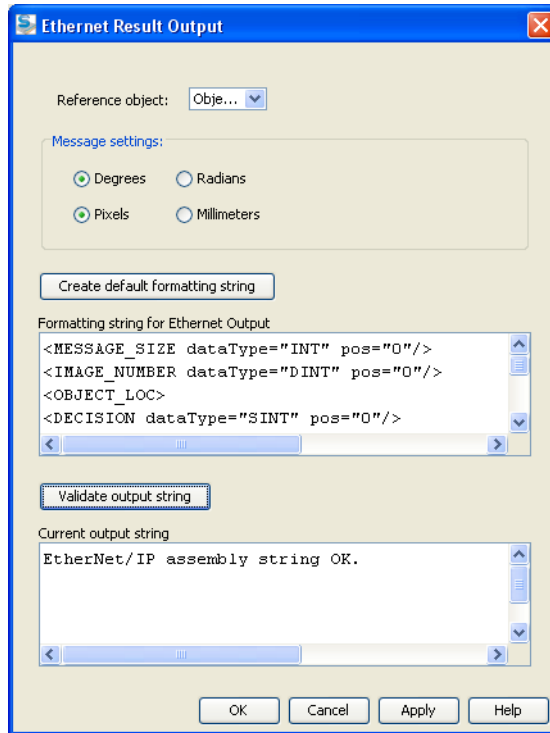 Ethernet Result Output
Reference object: Obje...
Message settings:
Degrees Radians
Pixels Millimeters
Create default formatting string
Formatting string for Ethernet Output
<MESSAGE_SIZE dataType="INT" pos="0"/>
<IMAGE_NUMBER dataType="DINT" pos="0"/>
<OBJECT_LOC>
<DECISION dataType="SINT" pos="0"/>
Validate output string
Current output string
EtherNet/IP assembly string OK.
OK Cancel Apply Help